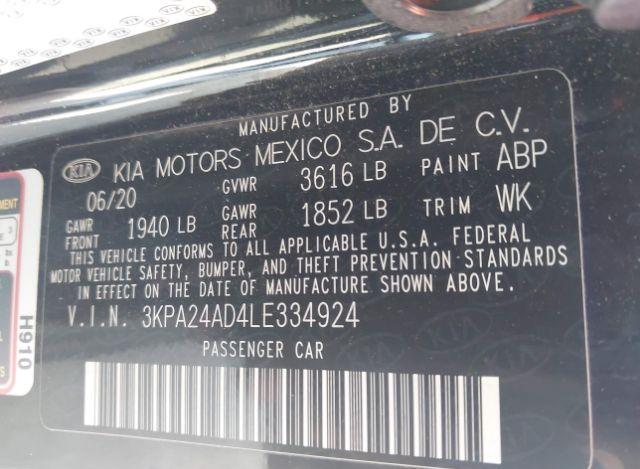 MANUFACTURED BY
KIA KIA MOTORS MEXICO S.A. DE C.V.
06/20 GVWR 3616 LB PAINT ABP
GAWR FRONT 1940 LB GAWR REAR 1852 LB TRIM WK
THIS VEHICLE CONFORMS TO ALL APPLICABLE U.S.A. FEDERAL
MOTOR VEHICLE SAFETY, BUMPER, AND THEFT PREVENTION STANDARDS
IN EFFECT ON THE DATE OF MANUFACTURE SHOWN ABOVE.
V.I.N. 3KPA24AD4LE334924
PASSENGER CAR
H910